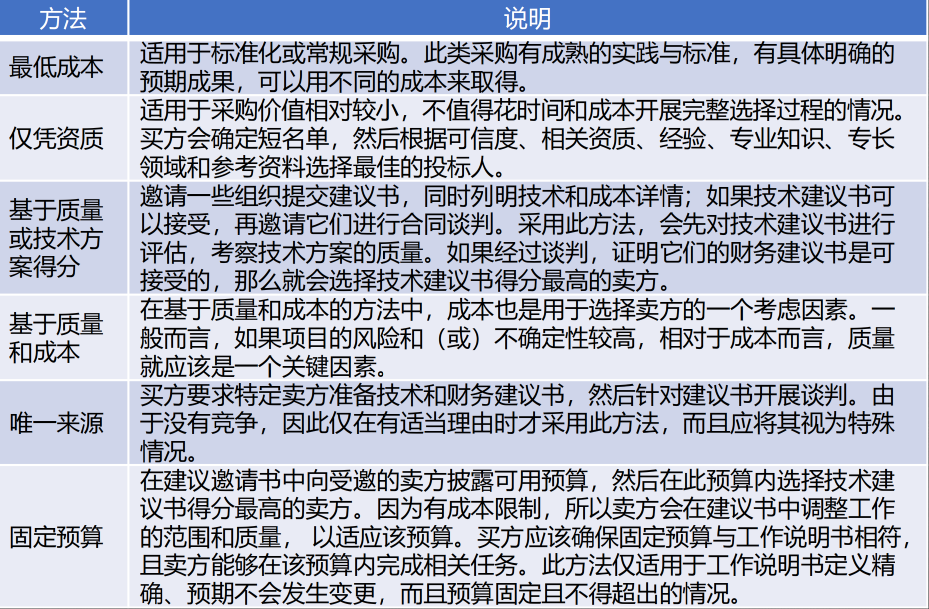 方法
说明
最低成本
适用于标准化或常规采购。此类采购有成熟的实践与标准，有具体明确的
预期成果，可以用不同的成本来取得。
仅凭资质
适用于采购价值相对较小，不值得花时间和成本开展完整选择过程的情况。
买方会确定短名单，然后根据可信度、相关资质、经验、专业知识、专长
领域和参考资料选择最佳的投标人。
基于质量
或技术方
案得分
邀请一些组织提交建议书，同时列明技术和成本详情；如果技术建议书可
以接受，再邀请它们进行合同谈判。采用此方法，会先对技术建议书进行
评估，考察技术方案的质量。如果经过谈判，证明它们的财务建议书是可
接受的，那么就会选择技术建议书得分最高的卖方。
基于质量
和成本
在基于质量和成本的方法中，成本也是用于选择卖方的一个考虑因素。一
般而言，如果项目的风险和（或）不确定性较高，相对于成本而言，质量
就应该是一个关键因素。
唯一来源
买方要求特定卖方准备技术和财务建议书，然后针对建议书开展谈判。由
于没有竞争，因此仅在有适当理由时才采用此方法，而且应将其视为特殊
情况。
固定预算
在建议邀请书中向受邀的卖方披露可用预算，然后在此预算内选择技术建
议书得分最高的卖方。因为有成本限制，所以卖方会在建议书中调整工作
的范围和质量， 以适应该预算。买方应该确保固定预算与工作说明书相符，
且卖方能够在该预算内完成相关任务。此方法仅适用于工作说明书定义精
确、预期不会发生变更，而且预算固定且不得超出的情况。